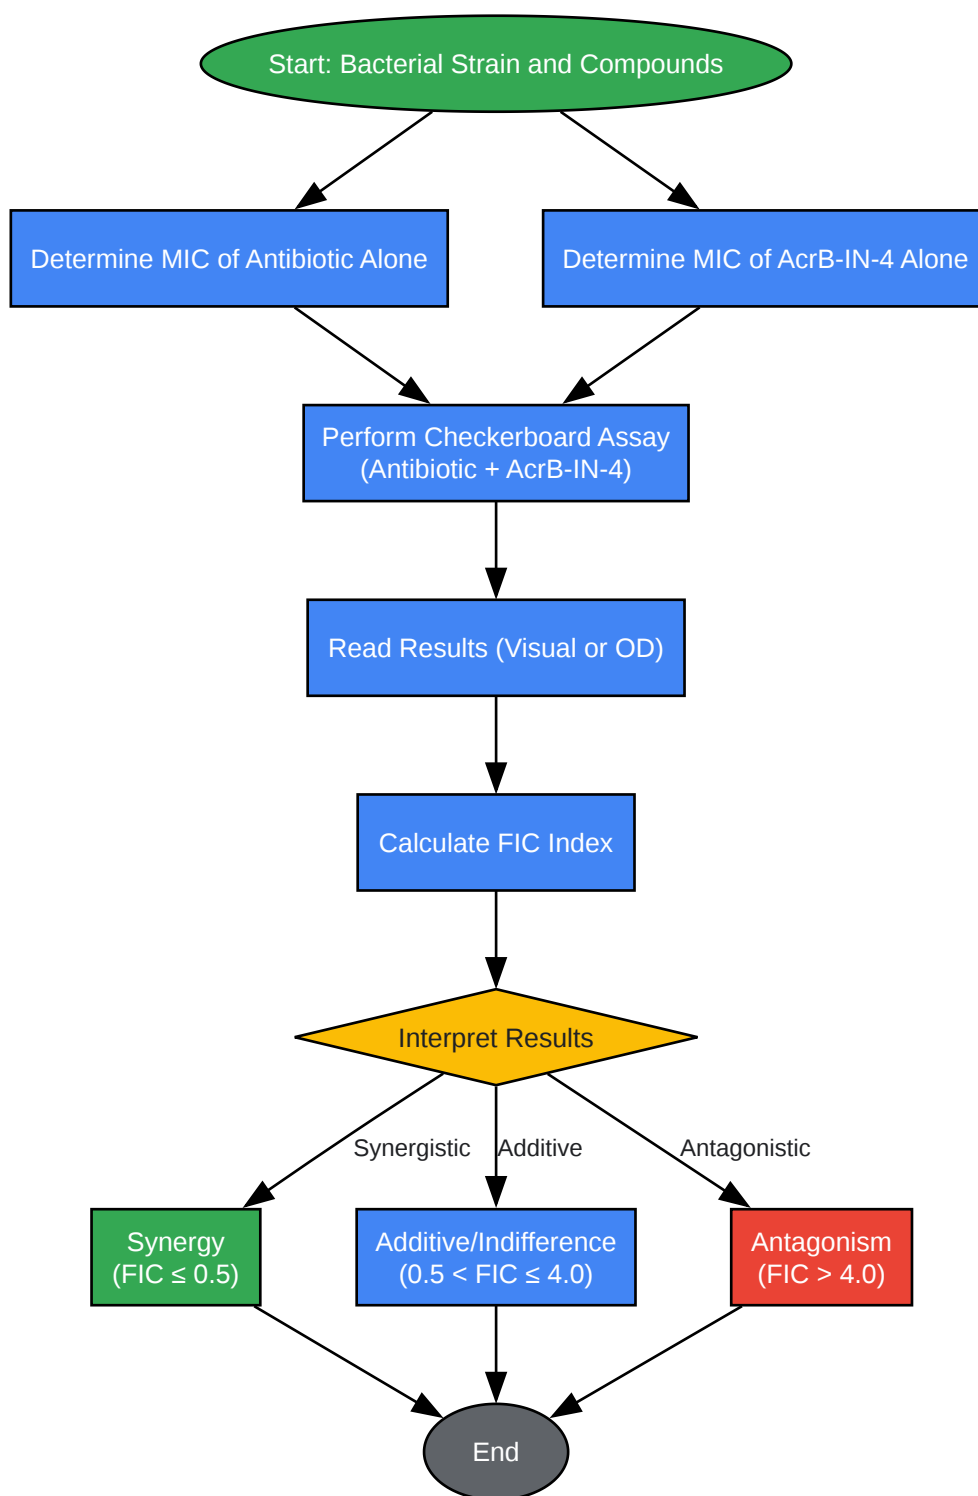 Start: Bacterial Strain and Compounds
Determine MIC of Antibiotic Alone
Determine MIC of AcrB-IN-4 Alone
Perform Checkerboard Assay
(Antibiotic + AcrB-IN-4)
Read Results (Visual or OD)
Calculate FIC Index
Interpret Results
Synergistic
Additive
Antagonistic
Synergy
(FIC ≤ 0.5)
Additive/Indifference
(0.5 < FIC ≤ 4.0)
Antagonism
(FIC > 4.0)
End